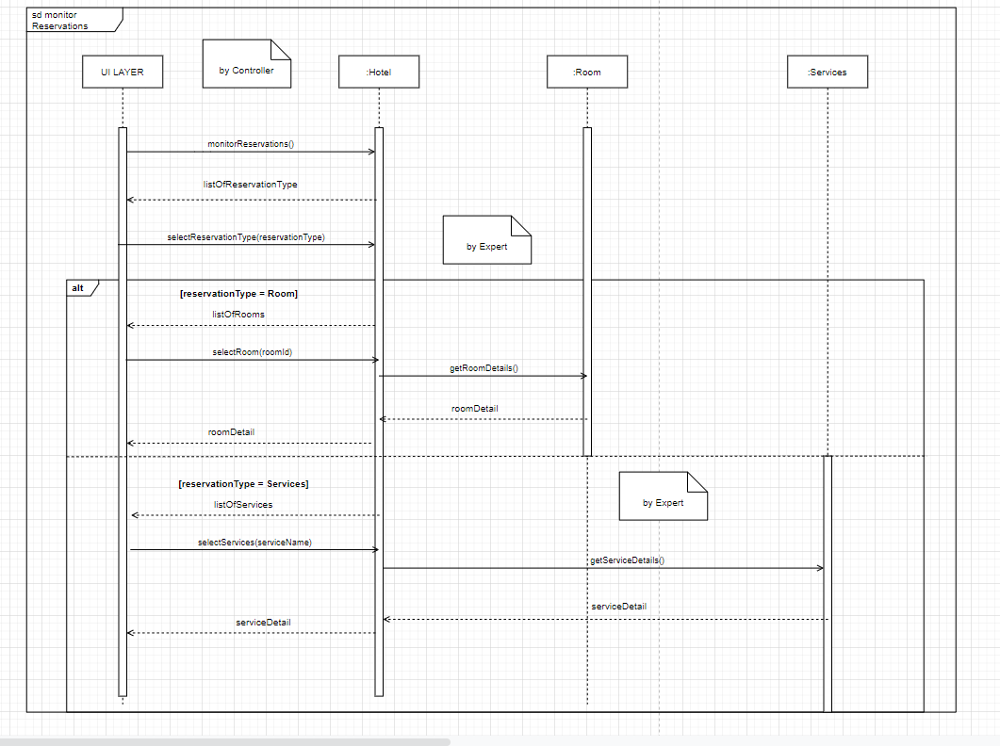 sd monitor
Reservations
by Controller
UI LAYER
:Hotel
:Room
:Services
monitorReservations()
listOfReservationType
selectReservationType(reservationType)
by Expert
alt
[reservationType = Room]
listOfRooms
selectRoom(roomId)
getRoomDetails()
roomDetail
roomDetail
[reservationType = Services]
by Expert
listOfServices
selectServices(serviceName)
getServiceDetails()
serviceDetail
serviceDetail